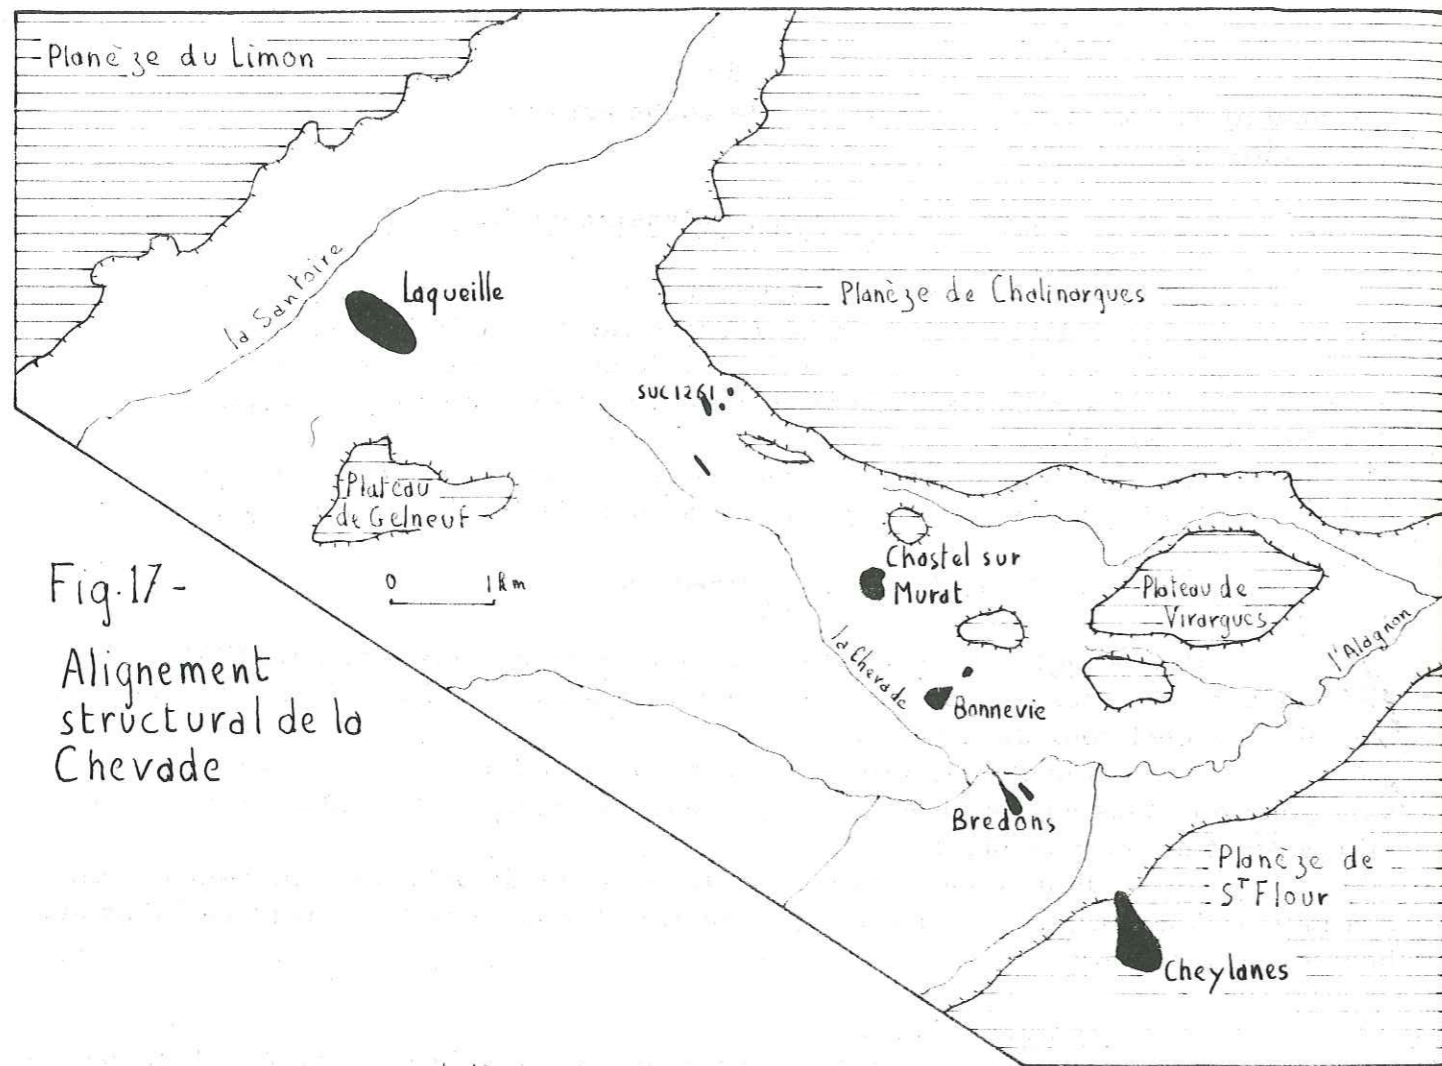 Planèze du Limon
la Santoire
Laqueille
Planèze de Chalinargues
SUC 1261
Plateau
de Gelneuf
Chastel sur
Murat
Plateau de
Virargues
Fig.17 -
Alignement
structural de la
Chevade
0 1 km
la Chevade
l'Alagnon
Bonnevie
Bredons
Planèze de
St Flour
Cheylanes